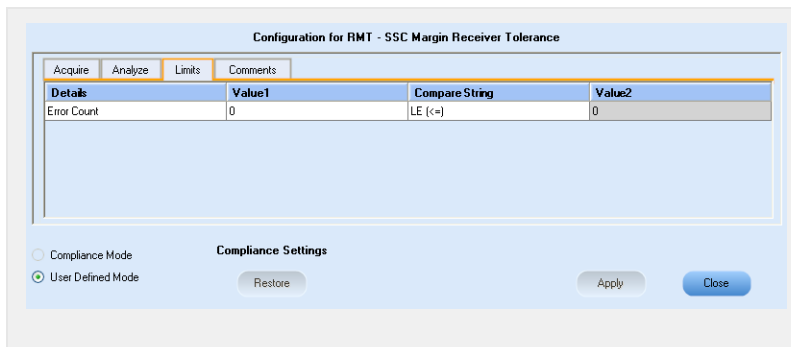 Configuration for RMT - SSC Margin Receiver Tolerance
Acquire Analyze Limits Comments
Details Value1 Compare String Value2
Error Count 0 LE (<=) 0
Compliance Mode Compliance Settings
User Defined Mode Restore Apply Close